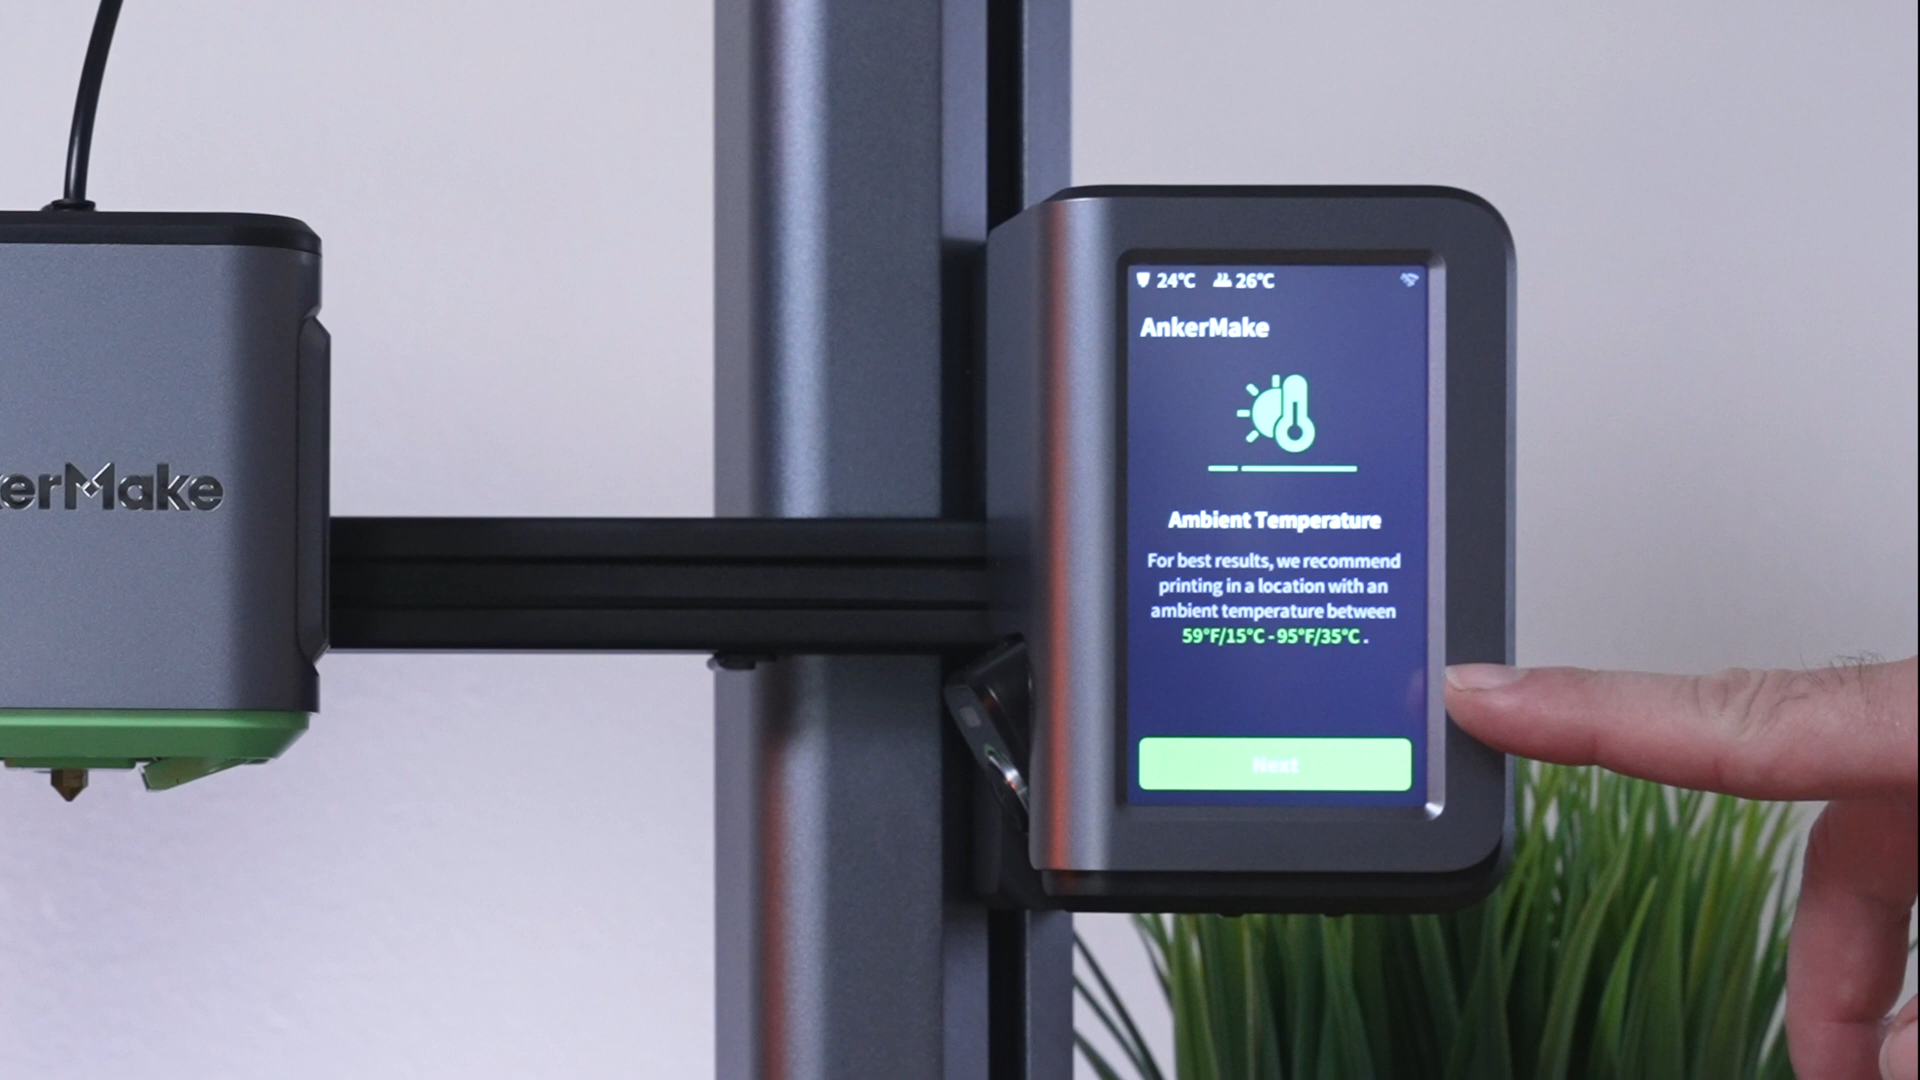 24°C 26°C
AnkerMake
Ambient Temperature
For best results, we recommend
printing in a location with an
ambient temperature between
59°F/15°C - 95°F/35°C .
Next
kerMake